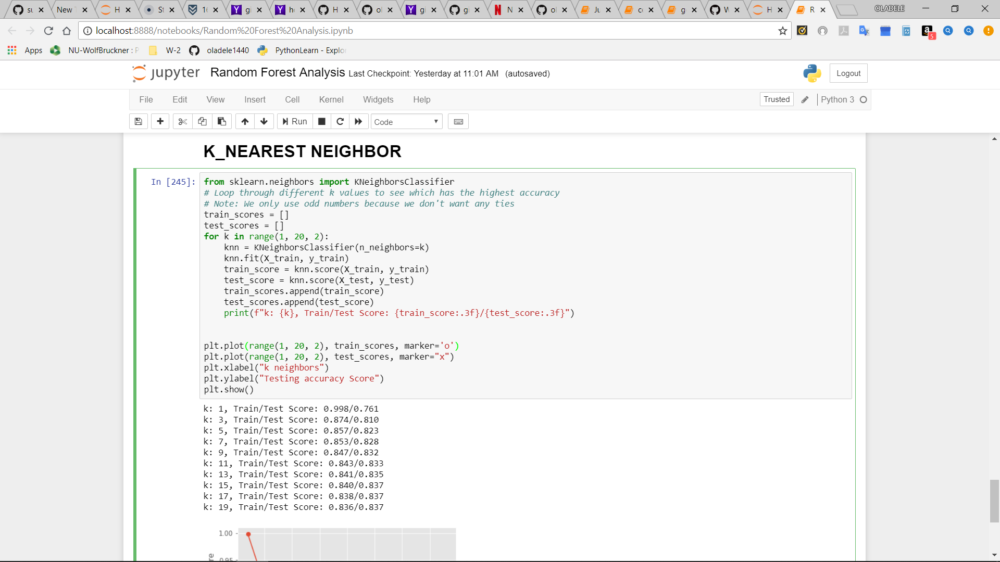 su
New
H
St
16
gi
h
H
ol
gi
gi
N
ol
Ju
ce
g
W
H
R
OLADELE
localhost:8888/notebooks/Random%20Forest%20Analysis.ipynb
5
Apps
NU-WolfBruckner : P
W-2
oladele1440
PythonLearn - Explo
jupyter
Random Forest Analysis Last Checkpoint: Yesterday at 11:01 AM (autosaved)
Logout
File Edit View Insert Cell Kernel Widgets Help
Trusted
Python 3
Run
Code
K_NEAREST NEIGHBOR
In [245]:
from sklearn.neighbors import KNeighborsClassifier
# Loop through different k values to see which has the highest accuracy
# Note: We only use odd numbers because we don't want any ties
train_scores = []
test_scores = []
for k in range(1, 20, 2):
    knn = KNeighborsClassifier(n_neighbors=k)
    knn.fit(X_train, y_train)
    train_score = knn.score(X_train, y_train)
    test_score = knn.score(X_test, y_test)
    train_scores.append(train_score)
    test_scores.append(test_score)
    print(f"k: {k}, Train/Test Score: {train_score:.3f}/{test_score:.3f}")
plt.plot(range(1, 20, 2), train_scores, marker='o')
plt.plot(range(1, 20, 2), test_scores, marker="x")
plt.xlabel("k neighbors")
plt.ylabel("Testing accuracy Score")
plt.show()
k: 1, Train/Test Score: 0.998/0.761
k: 3, Train/Test Score: 0.874/0.810
k: 5, Train/Test Score: 0.857/0.823
k: 7, Train/Test Score: 0.853/0.828
k: 9, Train/Test Score: 0.847/0.832
k: 11, Train/Test Score: 0.843/0.833
k: 13, Train/Test Score: 0.841/0.835
k: 15, Train/Test Score: 0.840/0.837
k: 17, Train/Test Score: 0.838/0.837
k: 19, Train/Test Score: 0.836/0.837
1.00
0.95
re